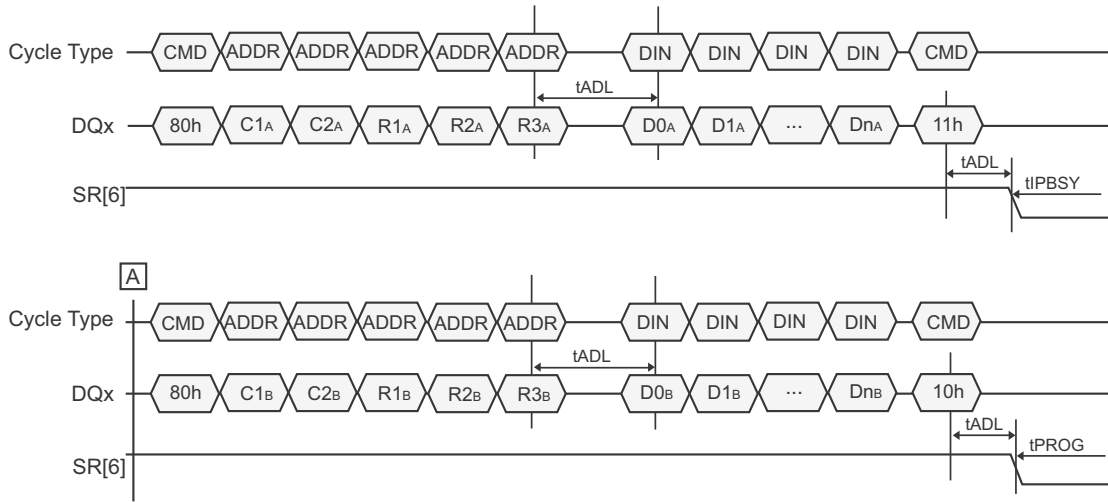 Cycle Type CMD ADDR ADDR ADDR ADDR ADDR DIN DIN DIN DIN CMD
tADL
DQx 80h C1A C2A R1A R2A R3A D0A D1A ... DnA 11h
tADL
SR[6] tIPBSY
A
Cycle Type CMD ADDR ADDR ADDR ADDR ADDR DIN DIN DIN DIN CMD
tADL
DQx 80h C1B C2B R1B R2B R3B D0B D1B ... DnB 10h
tADL
SR[6] tPROG